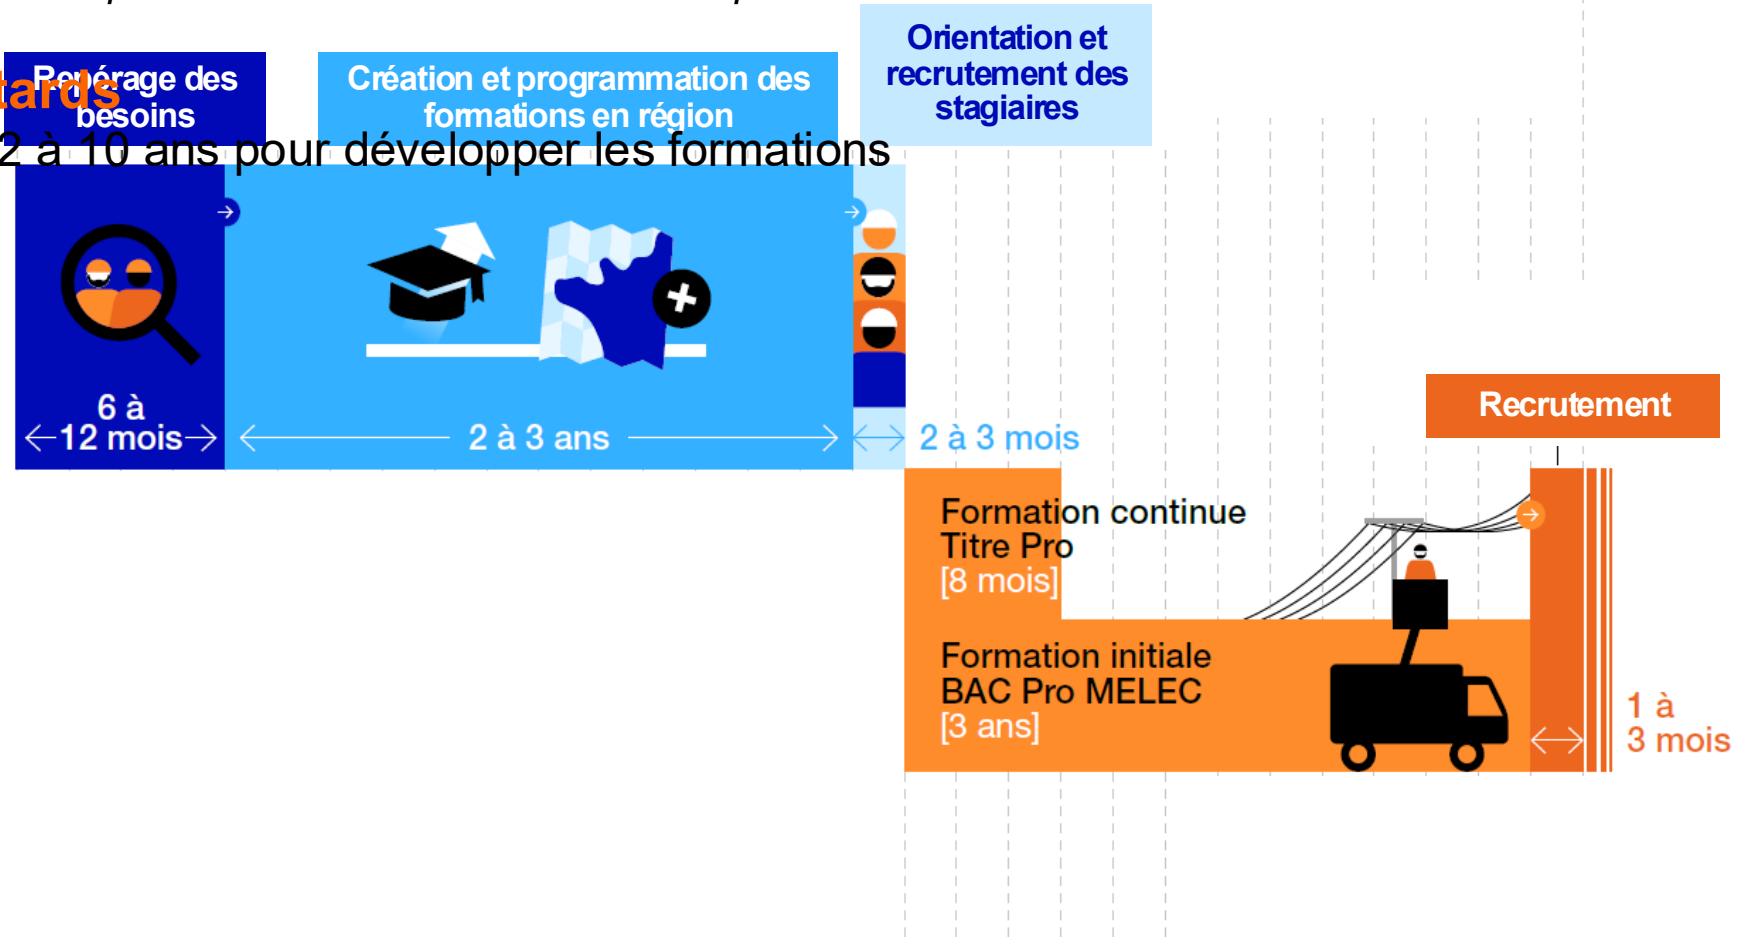 Orientation et
recrutement des
stagiaires
Repérage des
besoins
Création et programmation des
formations en région
tards
2 à 10 ans pour développer les formations
6 à
12 mois
2 à 3 ans
2 à 3 mois
Recrutement
Formation continue
Titre Pro
[8 mois]
Formation initiale
BAC Pro MELEC
[3 ans]
1 à
3 mois